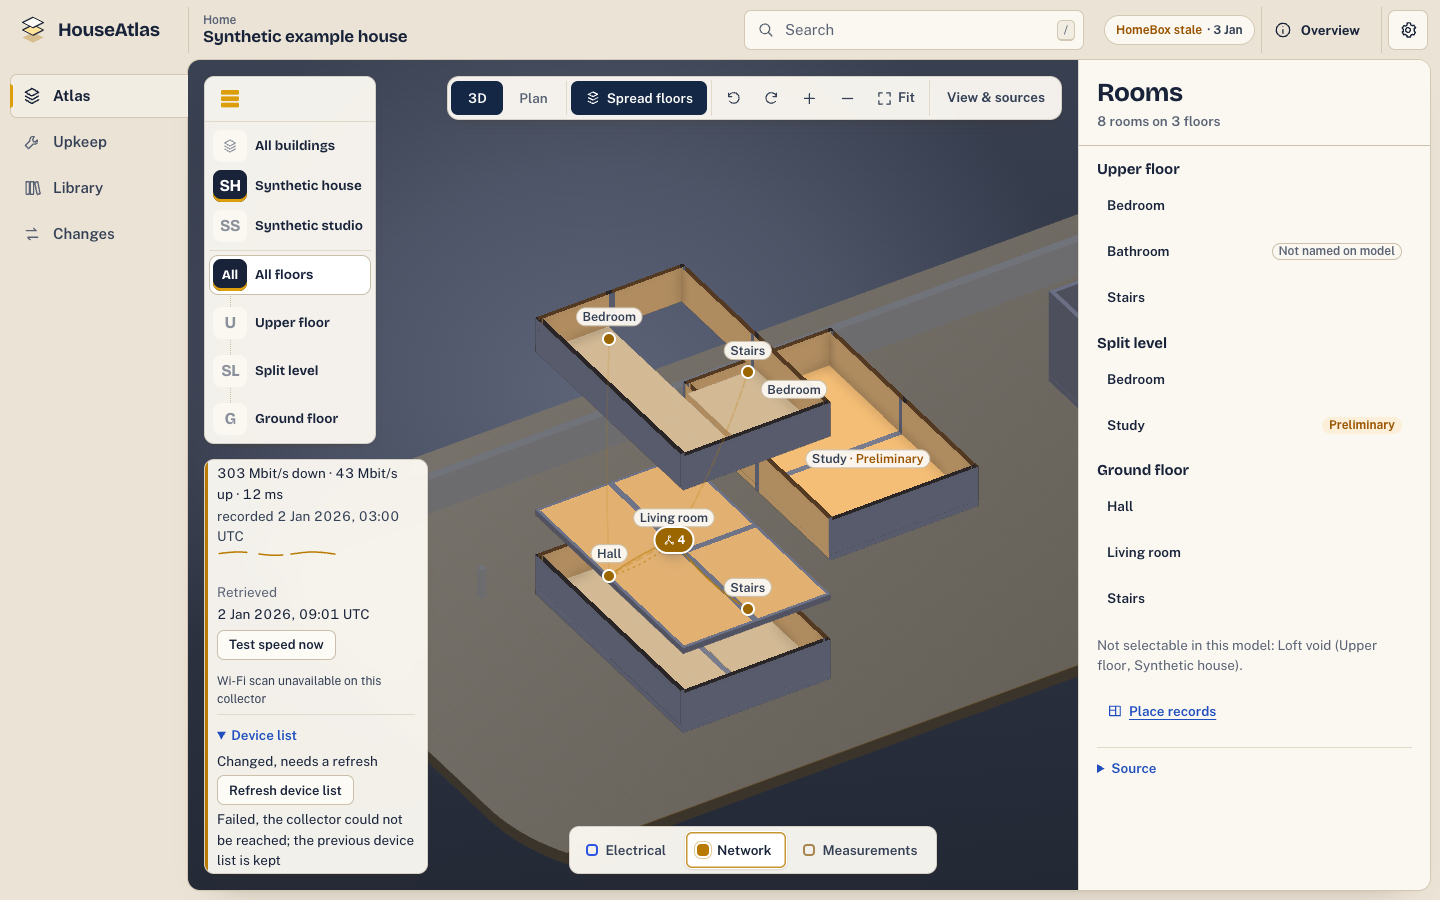 HouseAtlas
Home
Synthetic example house
Search
/
HomeBox stale · 3 Jan
Overview
Atlas
Upkeep
Library
Changes
All buildings
SH Synthetic house
SS Synthetic studio
All All floors
U Upper floor
SL Split level
G Ground floor
3D
Plan
Spread floors
Fit
View & sources
303 Mbit/s down · 43 Mbit/s
up · 12 ms
recorded 2 Jan 2026, 03:00
UTC
Retrieved
2 Jan 2026, 09:01 UTC
Test speed now
Wi-Fi scan unavailable on this
collector
Device list
Changed, needs a refresh
Refresh device list
Failed, the collector could not
be reached; the previous device
list is kept
Bedroom
Stairs
Bedroom
Study · Preliminary
Living room
4
Hall
Stairs
Electrical
Network
Measurements
Rooms
8 rooms on 3 floors
Upper floor
Bedroom
Bathroom Not named on model
Stairs
Split level
Bedroom
Study Preliminary
Ground floor
Hall
Living room
Stairs
Not selectable in this model: Loft void (Upper
floor, Synthetic house).
Place records
Source